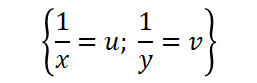 {1/x = u; 1/y = v}